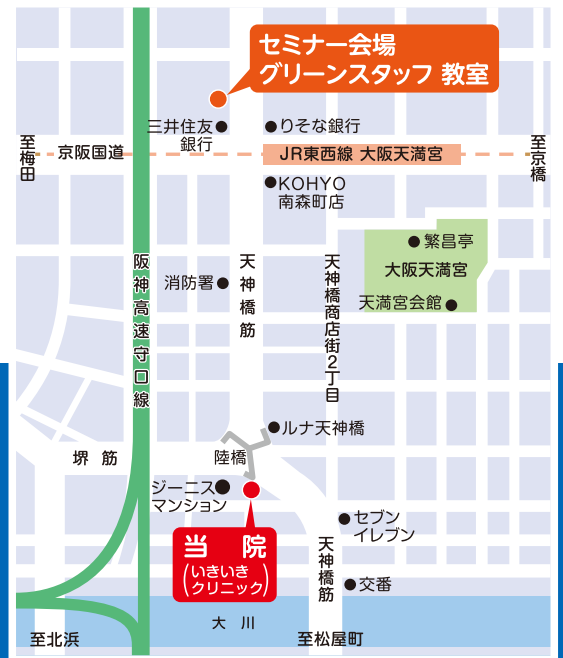 セミナー会場
グリーンスタッフ 教室
三井住友
銀行
りそな銀行
至梅田
京阪国道
JR東西線 大阪天満宮
至京橋
KOHYO
南森町店
繁昌亭
大阪天満宮
天満宮会館
消防署
阪神高速守口線
天神橋筋
天神橋商店街2丁目
ルナ天神橋
堺筋
陸橋
ジーニス
マンション
当院
(いきいき
クリニック)
セブン
イレブン
天神橋筋
交番
大川
至北浜
至松屋町